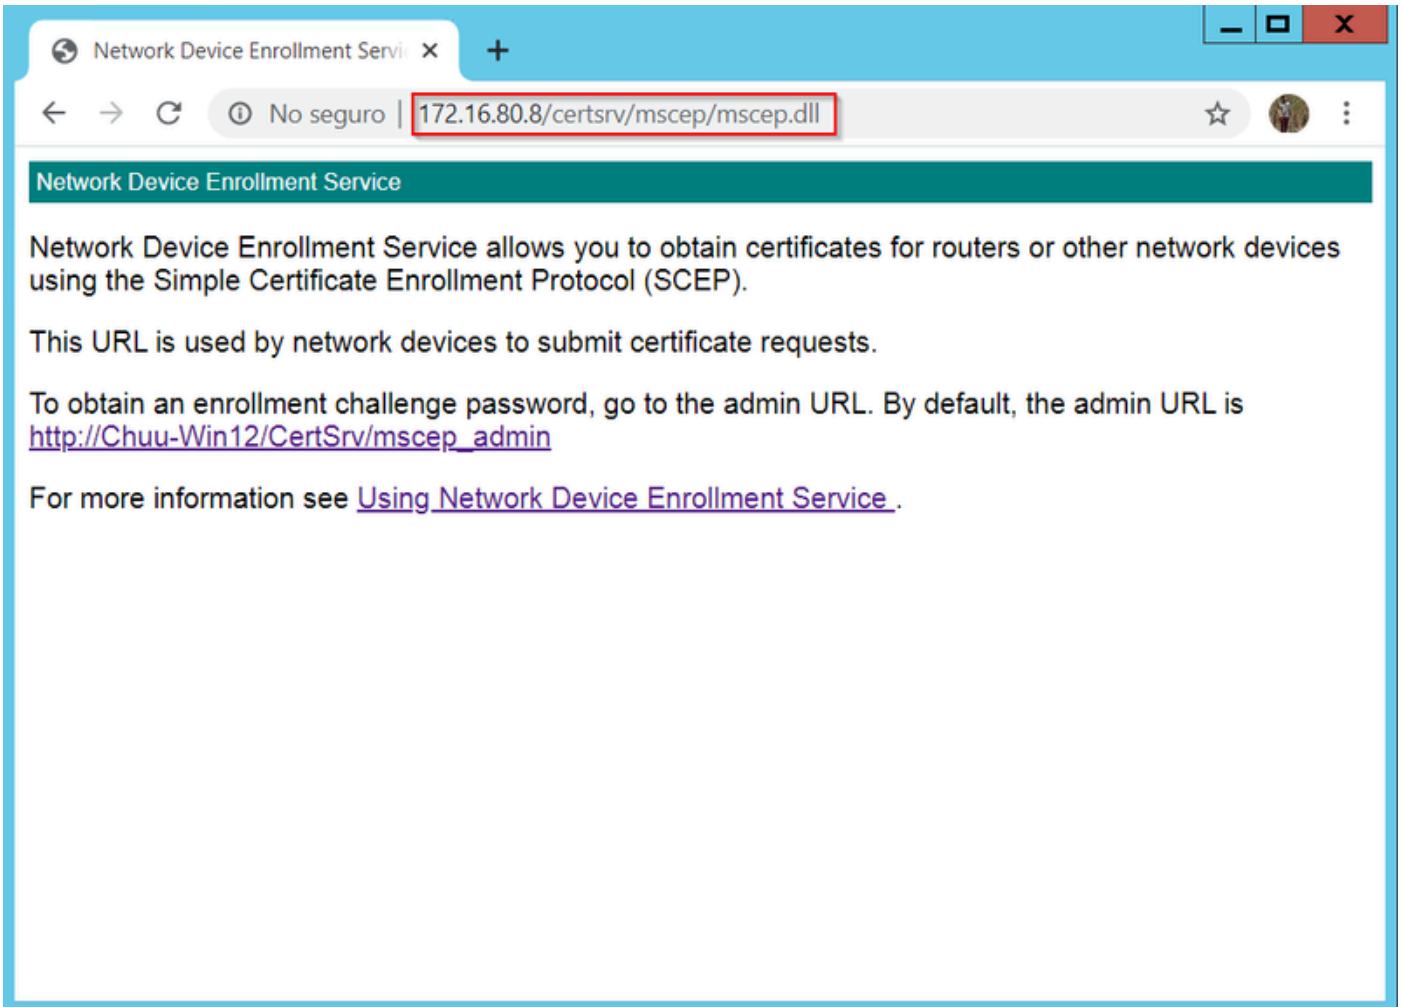 Network Device Enrollment Servi
No seguro | 172.16.80.8/certsrv/mscep/mscep.dll
Network Device Enrollment Service
Network Device Enrollment Service allows you to obtain certificates for routers or other network devices
using the Simple Certificate Enrollment Protocol (SCEP).
This URL is used by network devices to submit certificate requests.
To obtain an enrollment challenge password, go to the admin URL. By default, the admin URL is
http://Chuu-Win12/CertSrv/mscep_admin
For more information see Using Network Device Enrollment Service .